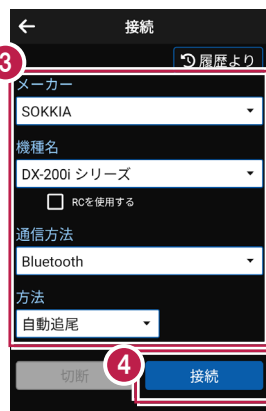 接続
履歴より
3
メーカー
SOKKIA
機種名
DX-200i シリーズ
RCを使用する
通信方法
Bluetooth
方法
自動追尾
切断
4
接続